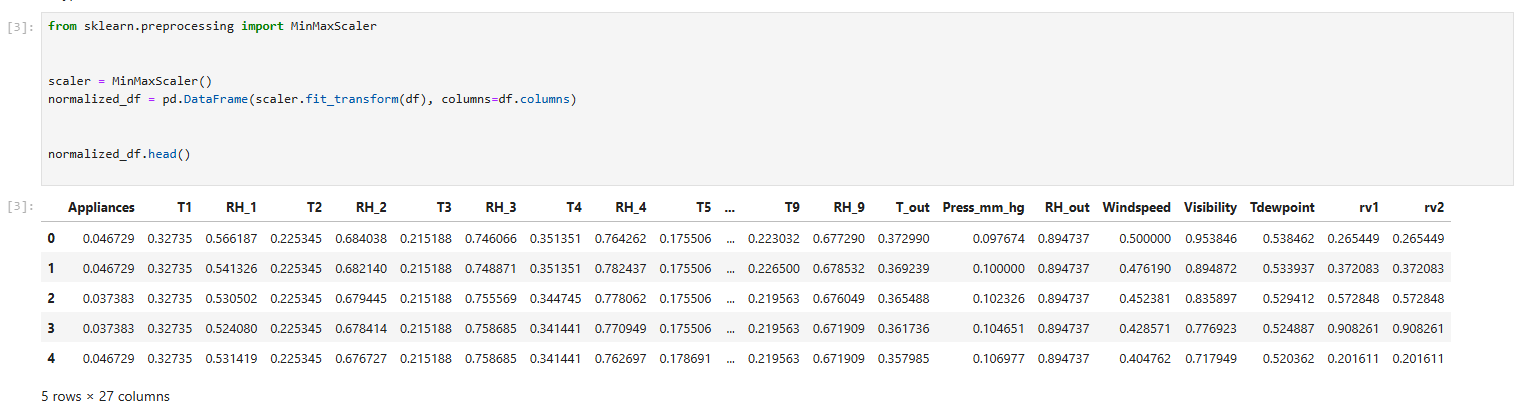 [3]: from sklearn.preprocessing import MinMaxScaler
scaler = MinMaxScaler()
normalized_df = pd.DataFrame(scaler.fit_transform(df), columns=df.columns)
normalized_df.head()
[3]: Appliances T1 RH_1 T2 RH_2 T3 RH_3 T4 RH_4 T5 ... T9 RH_9 T_out Press_mm_hg RH_out Windspeed Visibility Tdewpoint rv1 rv2
0 0.046729 0.32735 0.566187 0.225345 0.684038 0.215188 0.746066 0.351351 0.764262 0.175506 ... 0.223032 0.677290 0.372990 0.097674 0.894737 0.500000 0.953846 0.538462 0.265449 0.265449
1 0.046729 0.32735 0.541326 0.225345 0.682140 0.215188 0.748871 0.351351 0.782437 0.175506 ... 0.226500 0.678532 0.369239 0.100000 0.894737 0.476190 0.894872 0.533937 0.372083 0.372083
2 0.037383 0.32735 0.530502 0.225345 0.679445 0.215188 0.755569 0.344745 0.778062 0.175506 ... 0.219563 0.676049 0.365488 0.102326 0.894737 0.452381 0.835897 0.529412 0.572848 0.572848
3 0.037383 0.32735 0.524080 0.225345 0.678414 0.215188 0.758685 0.341441 0.770949 0.175506 ... 0.219563 0.671909 0.361736 0.104651 0.894737 0.428571 0.776923 0.524887 0.908261 0.908261
4 0.046729 0.32735 0.531419 0.225345 0.676727 0.215188 0.758685 0.341441 0.762697 0.178691 ... 0.219563 0.671909 0.357985 0.106977 0.894737 0.404762 0.717949 0.520362 0.201611 0.201611
5 rows × 27 columns